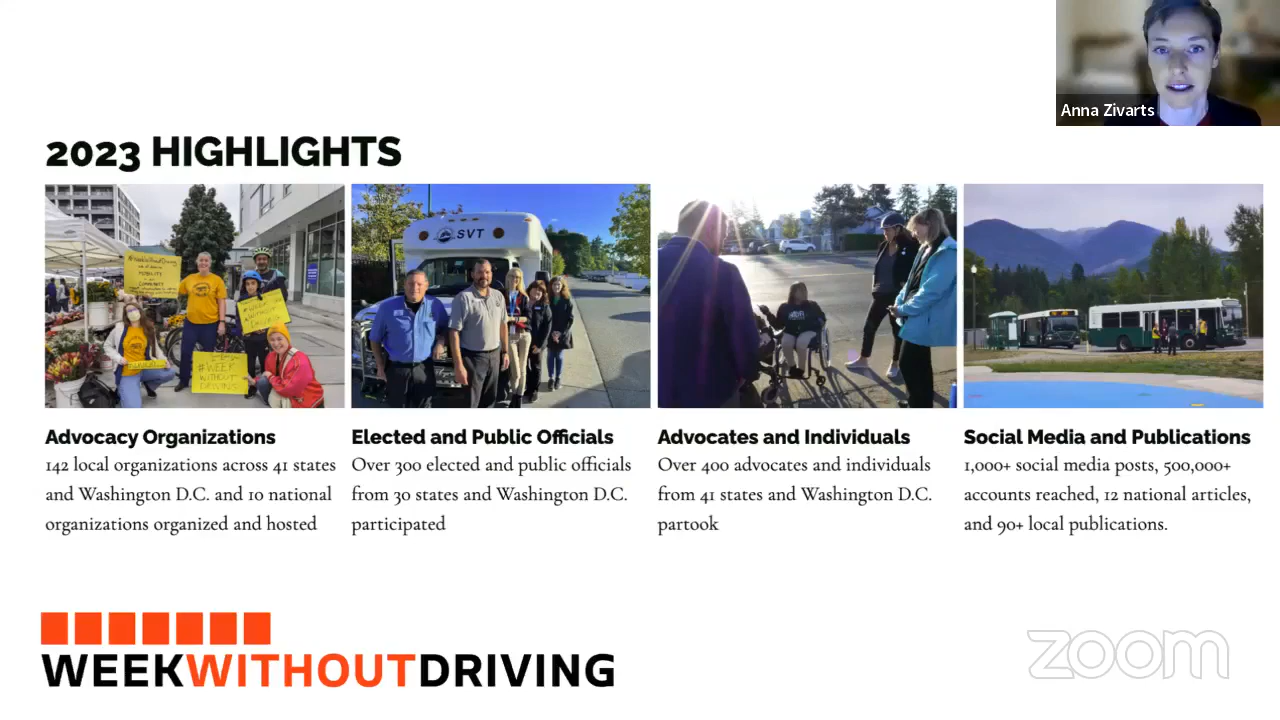 Anna Zivarts
2023 HIGHLIGHTS
#WEEK
WITHOUT
DRIVING
SVT
Advocacy Organizations
142 local organizations across 41 states
and Washington D.C. and 10 national
organizations organized and hosted
Elected and Public Officials
Over 300 elected and public officials
from 30 states and Washington D.C.
participated
Advocates and Individuals
Over 400 advocates and individuals
from 41 states and Washington D.C.
partook
Social Media and Publications
1,000+ social media posts, 500,000+
accounts reached, 12 national articles,
and 90+ local publications.
WEEKWITHOUTDRIVING
zoom